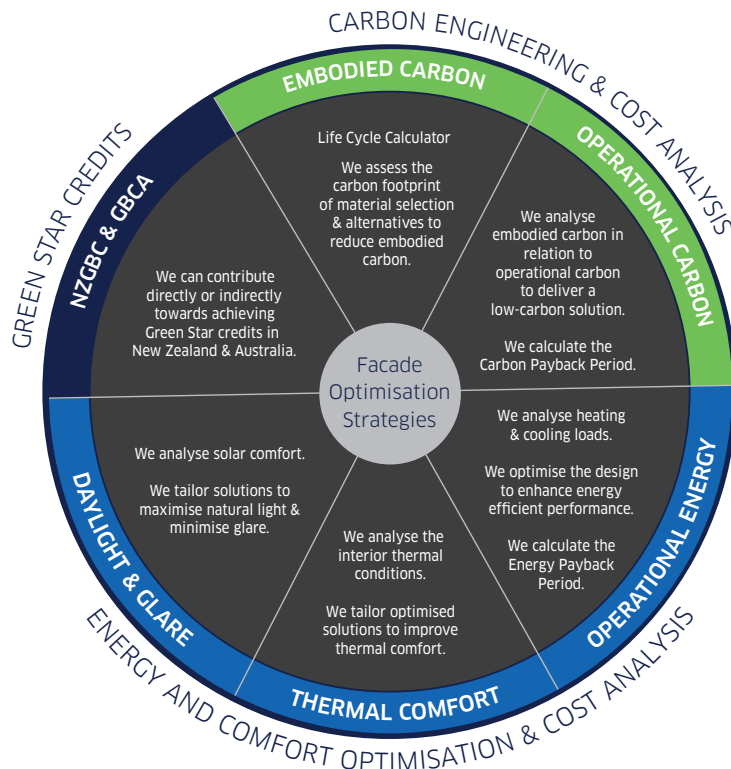 CARBON ENGINEERING & COST ANALYSIS
EMBODIED CARBON
Life Cycle Calculator
We assess the
carbon footprint
of material selection
& alternatives to
reduce embodied
carbon.
OPERATIONAL CARBON
We analyse
embodied carbon in
relation to
operational carbon
to deliver a
low-carbon solution.
We calculate the
Carbon Payback Period.
OPERATIONAL ENERGY
We analyse heating
& cooling loads.
We optimise the design
to enhance energy
efficient performance.
We calculate the
Energy Payback
Period.
THERMAL COMFORT
We analyse the
interior thermal
conditions.
We tailor optimised
solutions to improve
thermal comfort.
DAYLIGHT & GLARE
We analyse solar comfort.
We tailor solutions to
maximise natural light &
minimise glare.
ENERGY AND COMFORT OPTIMISATION & COST ANALYSIS
GREEN STAR CREDITS
NZGBC & GBCA
We can contribute
directly or indirectly
towards achieving
Green Star credits in
New Zealand & Australia.
Facade
Optimisation
Strategies